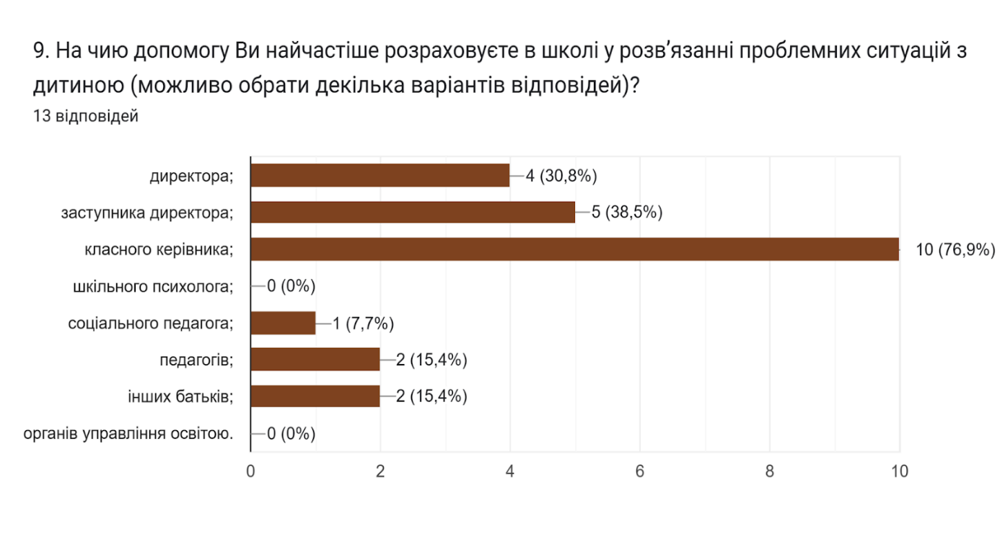 9. На чию допомогу Ви найчастіше розраховуєте в школі у розв’язанні проблемних ситуацій з
дитиною (можливо обрати декілька варіантів відповідей)?
13 відповідей
директора; 4 (30,8%)
заступника директора; 5 (38,5%)
класного керівника; 10 (76,9%)
шкільного психолога; 0 (0%)
соціального педагога; 1 (7,7%)
педагогів; 2 (15,4%)
інших батьків; 2 (15,4%)
органів управління освітою. 0 (0%)
0 2 4 6 8 10